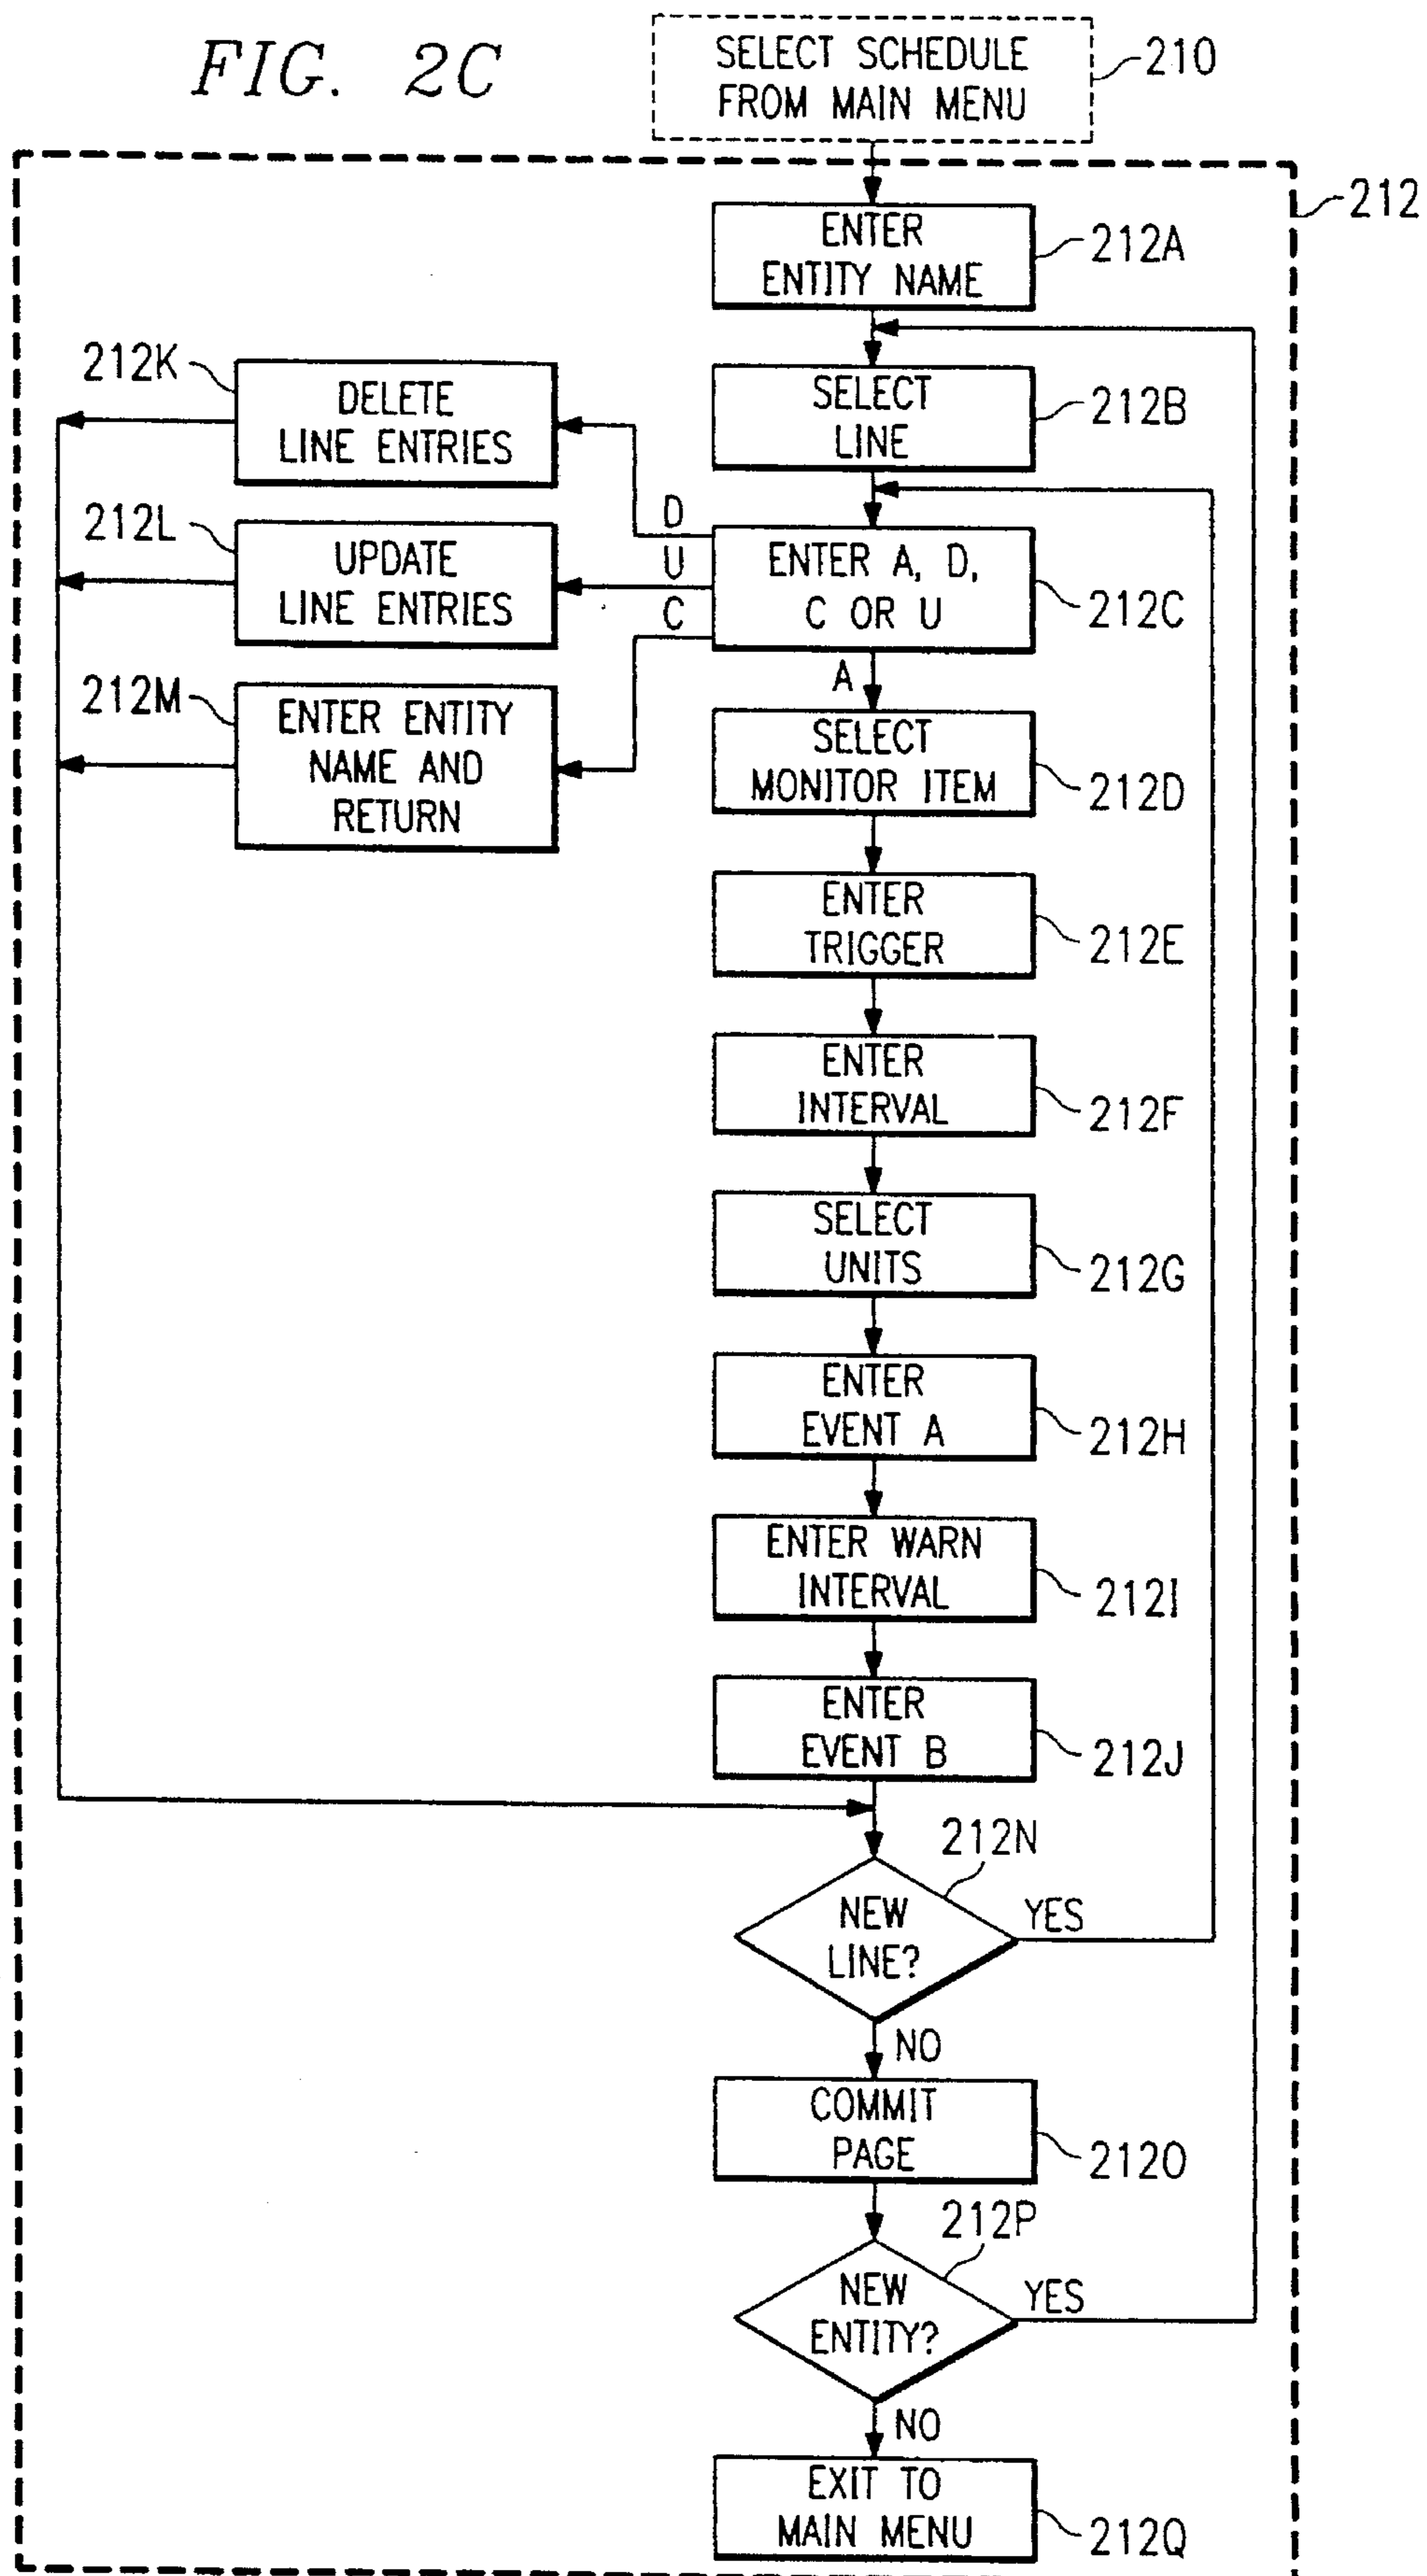 FIG. 2C
SELECT SCHEDULE
FROM MAIN MENU
210
212
ENTER
ENTITY NAME
212A
SELECT
LINE
212B
212K
DELETE
LINE ENTRIES
212L
UPDATE
LINE ENTRIES
212M
ENTER ENTITY
NAME AND
RETURN
D
U
C
ENTER A, D,
C OR U
212C
A
SELECT
MONITOR ITEM
212D
ENTER
TRIGGER
212E
ENTER
INTERVAL
212F
SELECT
UNITS
212G
ENTER
EVENT A
212H
ENTER WARN
INTERVAL
212I
ENTER
EVENT B
212J
212N
NEW
LINE?
YES
NO
COMMIT
PAGE
212O
212P
NEW
ENTITY?
YES
NO
EXIT TO
MAIN MENU
212Q